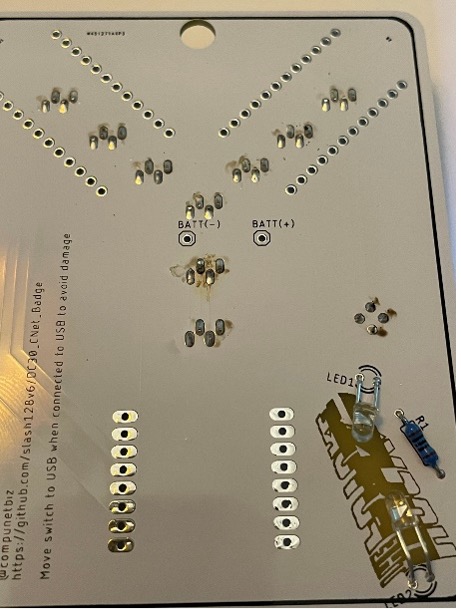 BATT(-)
BATT(+)
@compunetbiz
https://github.com/slash128v6/DC30_CNet_Badge
Move switch to USB when connected to USB to avoid damage
LED1
R1
LED2